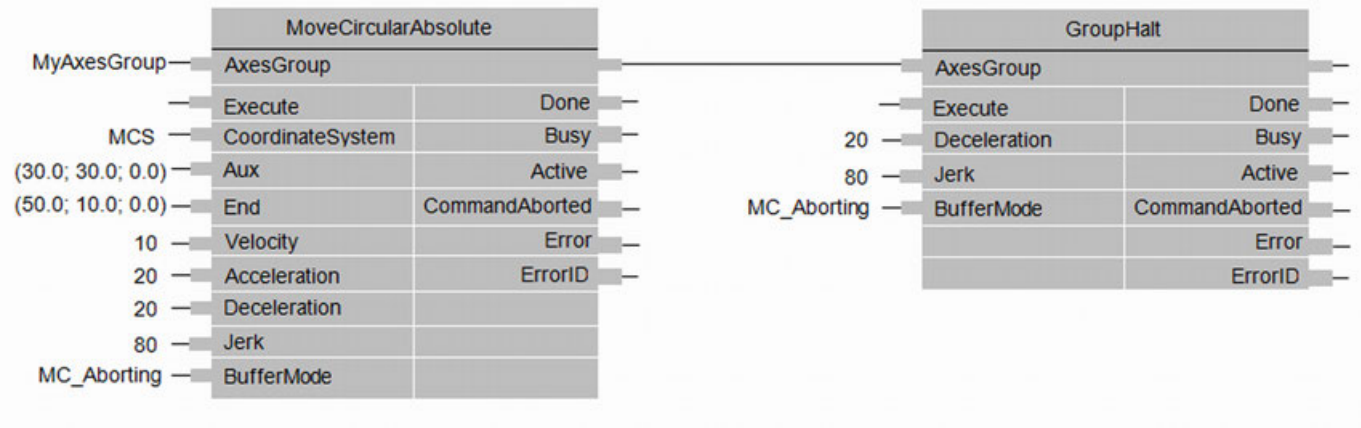 MoveCircularAbsolute
MyAxesGroup AxesGroup
Execute Done
MCS CoordinateSystem Busy
(30.0; 30.0; 0.0) Aux Active
(50.0; 10.0; 0.0) End CommandAborted
10 Velocity Error
20 Acceleration ErrorID
20 Deceleration
80 Jerk
MC_Aborting BufferMode
GroupHalt
AxesGroup
Execute Done
20 Deceleration Busy
80 Jerk Active
MC_Aborting BufferMode CommandAborted
Error
ErrorID